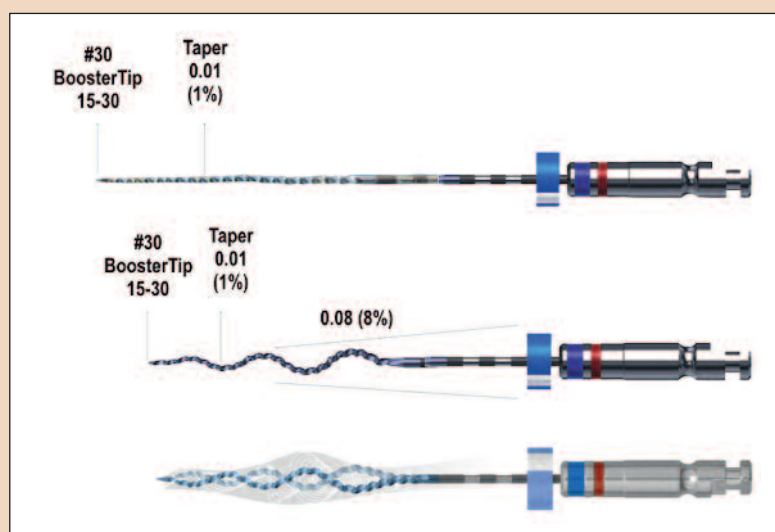 #30
BoosterTip
15-30
Taper
0.01
(1%)
#30
BoosterTip
15-30
Taper
0.01
(1%)
0.08 (8%)